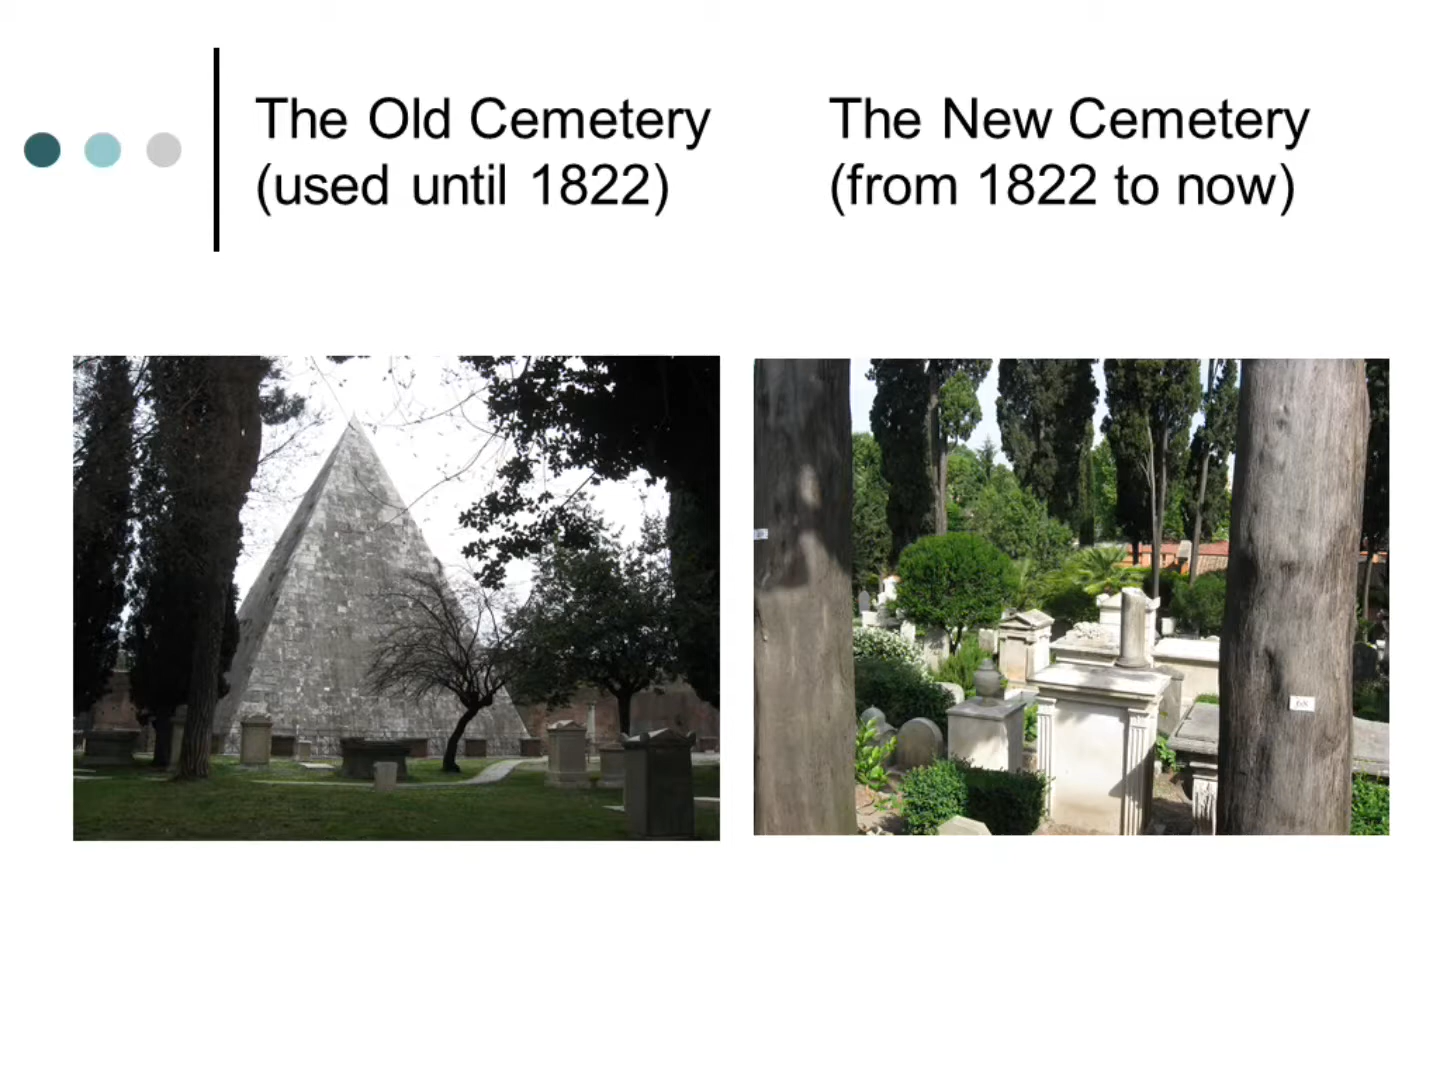 The Old Cemetery
(used until 1822)
The New Cemetery
(from 1822 to now)